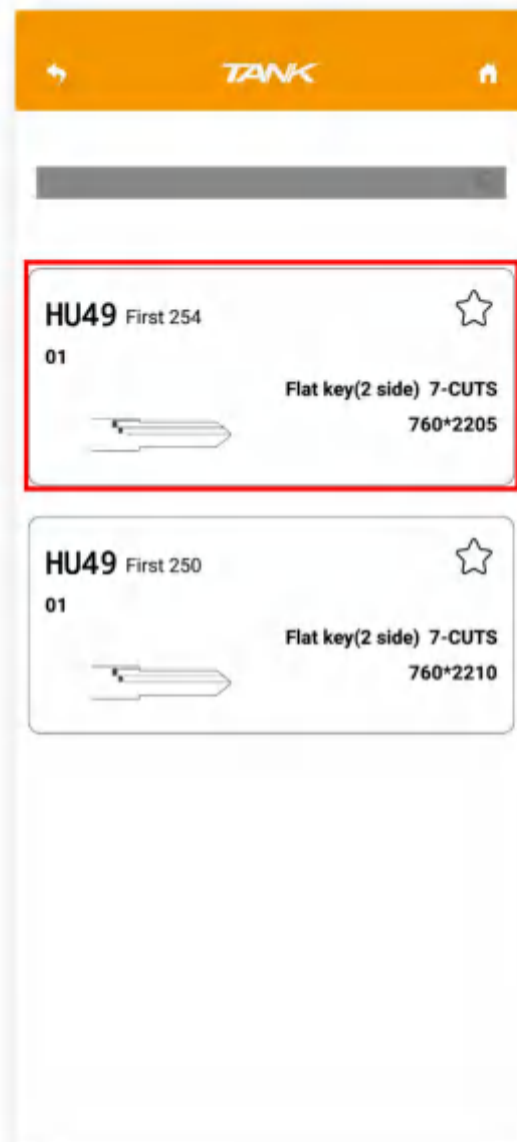 TANK
HU49 First 254
01
Flat key(2 side) 7-CUTS
760*2205
HU49 First 250
01
Flat key(2 side) 7-CUTS
760*2210